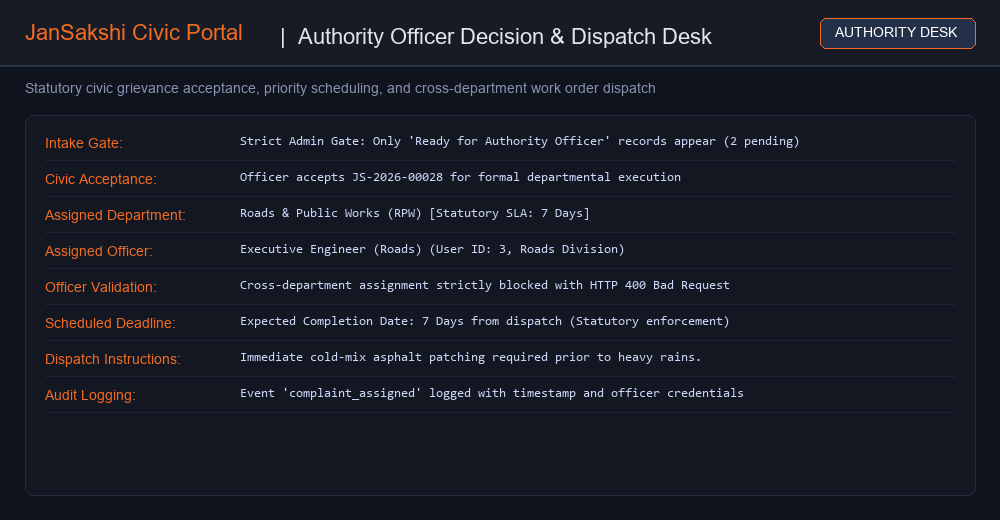 JanSakshi Civic Portal | Authority Officer Decision & Dispatch Desk AUTHORITY DESK
Statutory civic grievance acceptance, priority scheduling, and cross-department work order dispatch
Intake Gate: Strict Admin Gate: Only 'Ready for Authority Officer' records appear (2 pending)
Civic Acceptance: Officer accepts JS-2026-00028 for formal departmental execution
Assigned Department: Roads & Public Works (RPW) [Statutory SLA: 7 Days]
Assigned Officer: Executive Engineer (Roads) (User ID: 3, Roads Division)
Officer Validation: Cross-department assignment strictly blocked with HTTP 400 Bad Request
Scheduled Deadline: Expected Completion Date: 7 Days from dispatch (Statutory enforcement)
Dispatch Instructions: Immediate cold-mix asphalt patching required prior to heavy rains.
Audit Logging: Event 'complaint_assigned' logged with timestamp and officer credentials